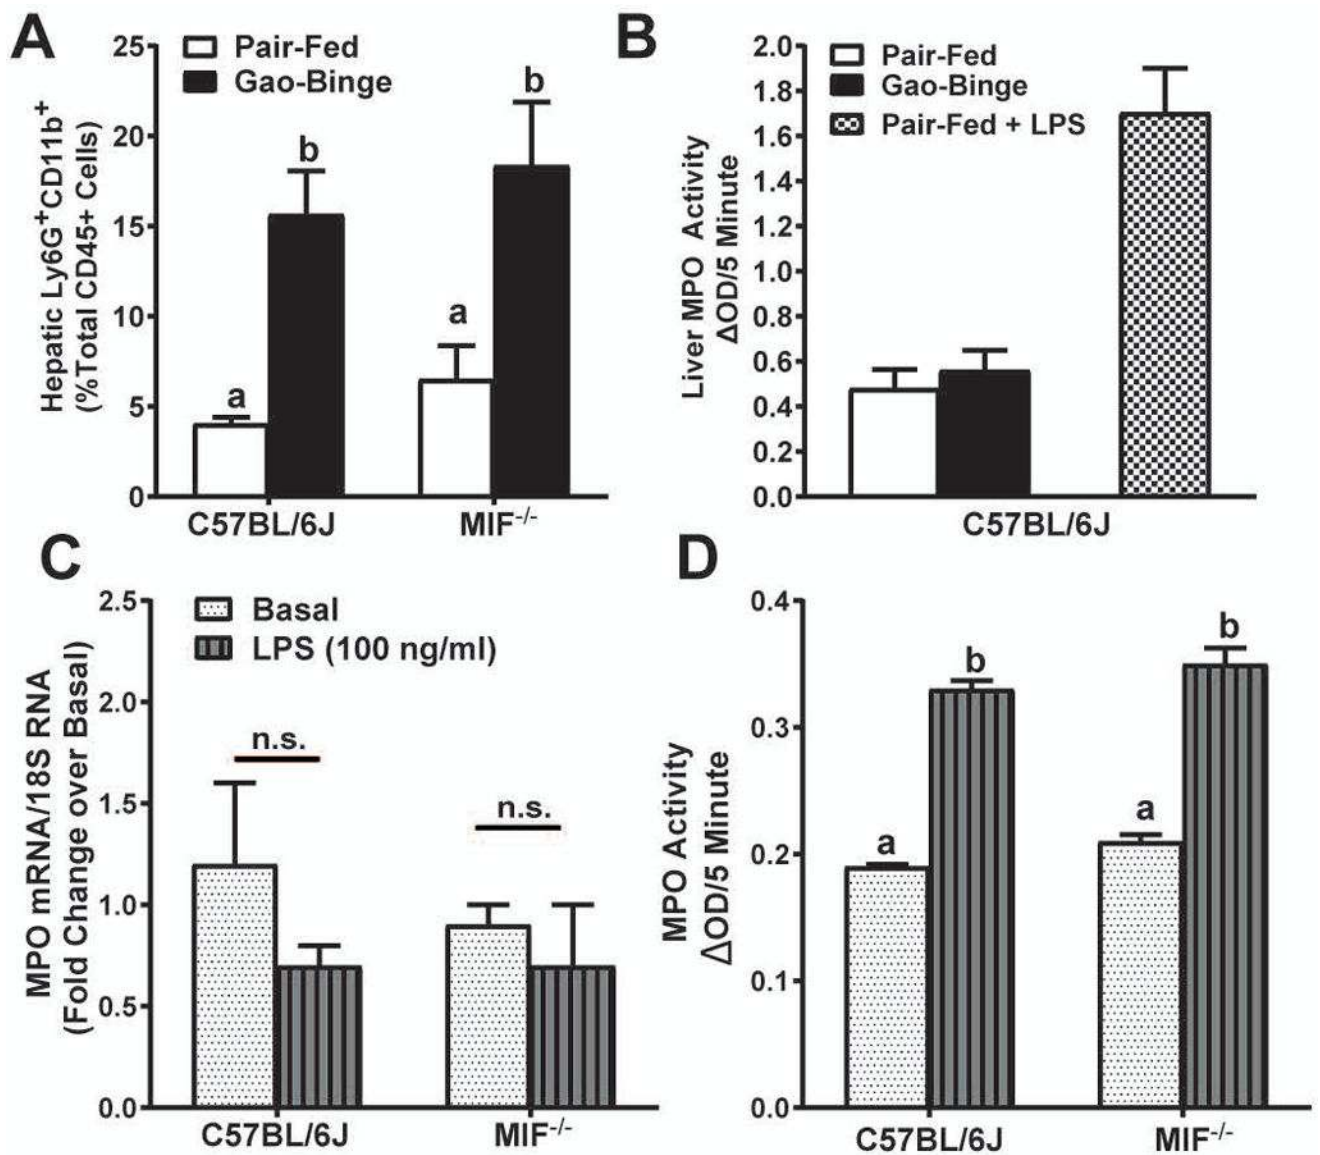 A
25
20
15
10
5
0
Hepatic Ly6G+CD11b+
(%Total CD45+ Cells)
Pair-Fed
Gao-Binge
a
b
a
b
C57BL/6J
MIF-/-
B
2.0
1.8
1.6
1.4
1.2
1.0
0.8
0.6
0.4
0.2
0.0
Liver MPO Activity
ΔOD/5 Minute
Pair-Fed
Gao-Binge
Pair-Fed + LPS
C57BL/6J
C
2.5
2.0
1.5
1.0
0.5
0.0
MPO mRNA/18S RNA
(Fold Change over Basal)
Basal
LPS (100 ng/ml)
n.s.
n.s.
C57BL/6J
MIF-/-
D
0.4
0.3
0.2
0.1
0.0
MPO Activity
ΔOD/5 Minute
a
b
a
b
C57BL/6J
MIF-/-